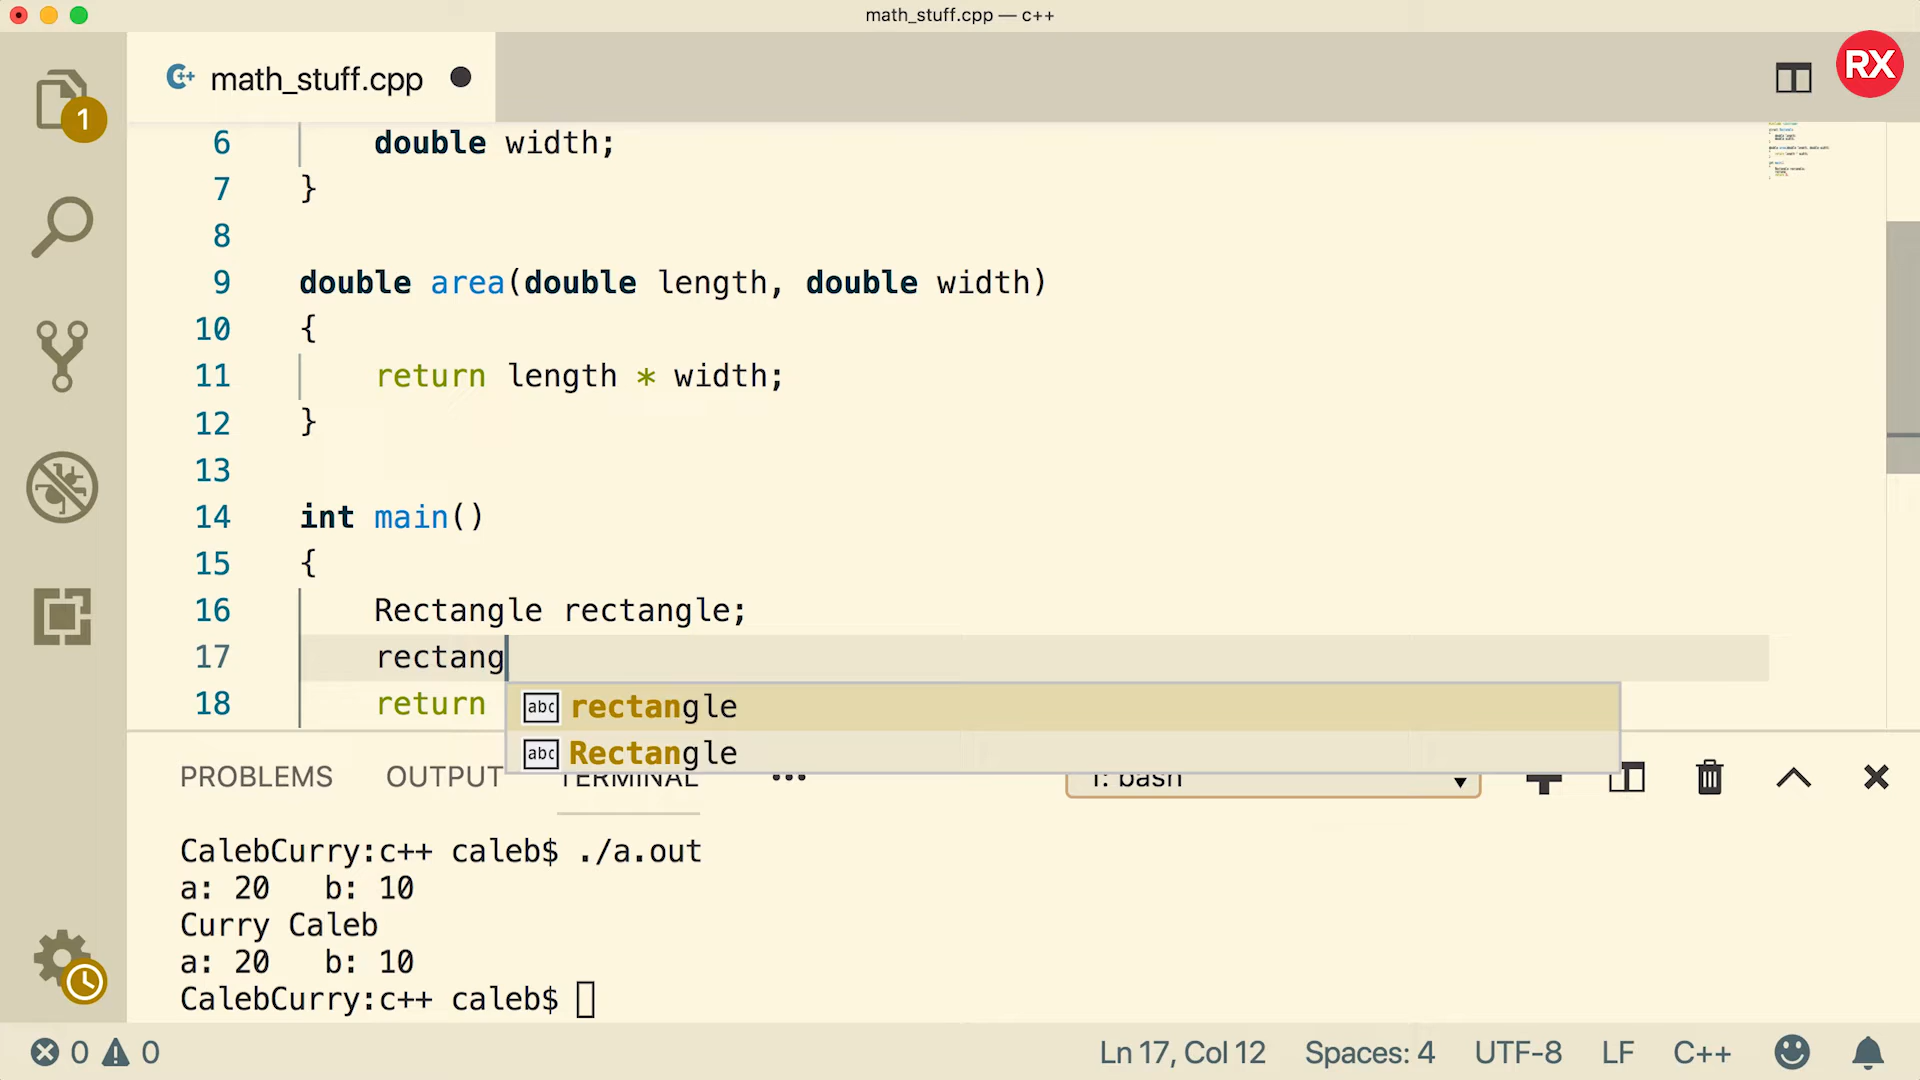 math_stuff.cpp — c++
math_stuff.cpp
RX
1
6 double width;
7 }
8
9 double area(double length, double width)
10 {
11 return length * width;
12 }
13
14 int main()
15 {
16 Rectangle rectangle;
17 rectang
18 return
abc rectangle
abc Rectangle
PROBLEMS OUTPUT TERMINAL ••• 1: bash
CalebCurry:c++ caleb$ ./a.out
a: 20 b: 10
Curry Caleb
a: 20 b: 10
CalebCurry:c++ caleb$
0 0 Ln 17, Col 12 Spaces: 4 UTF-8 LF C++